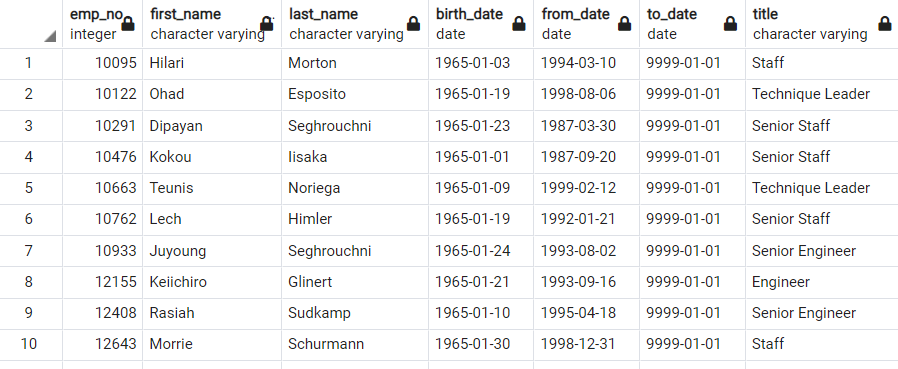 emp_no first_name last_name birth_date from_date to_date title
integer character varying character varying date date date character varying
1 10095 Hilari Morton 1965-01-03 1994-03-10 9999-01-01 Staff
2 10122 Ohad Esposito 1965-01-19 1998-08-06 9999-01-01 Technique Leader
3 10291 Dipayan Seghrouchni 1965-01-23 1987-03-30 9999-01-01 Senior Staff
4 10476 Kokou Iisaka 1965-01-01 1987-09-20 9999-01-01 Senior Staff
5 10663 Teunis Noriega 1965-01-09 1999-02-12 9999-01-01 Technique Leader
6 10762 Lech Himler 1965-01-19 1992-01-21 9999-01-01 Senior Staff
7 10933 Juyoung Seghrouchni 1965-01-24 1993-08-02 9999-01-01 Senior Engineer
8 12155 Keiichiro Glinert 1965-01-21 1993-09-16 9999-01-01 Engineer
9 12408 Rasiah Sudkamp 1965-01-10 1995-04-18 9999-01-01 Senior Engineer
10 12643 Morrie Schurmann 1965-01-30 1998-12-31 9999-01-01 Staff